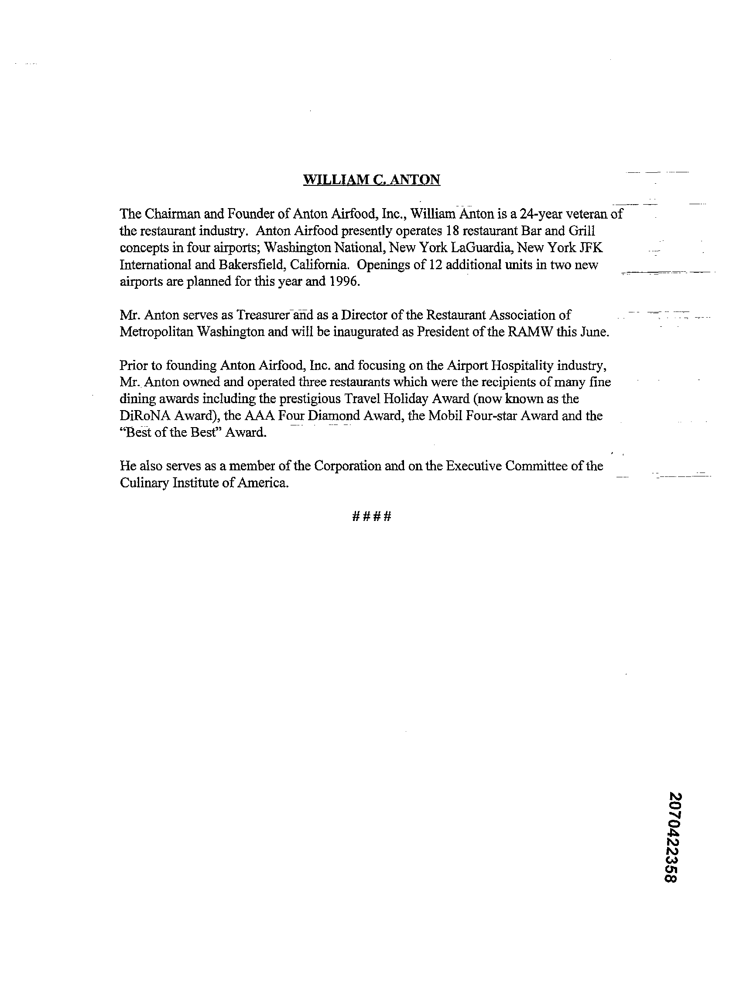 WILLIAM C. ANTON
The Chairman and Founder of Anton Airfood, Inc., William Anton is a 24-year veteran of
the restaurant industry.  Anton Airfood presently operates 18 restaurant Bar and Grill
concepts in four airports; Washington National, New York LaGuardia, New York JFK
International and Bakersfield, California.  Openings of 12 additional units in two new
airports are planned for this year and 1996.
Mr. Anton serves as Treasurer and as a Director of the Restaurant Association of
Metropolitan Washington and will be inaugurated as President of the RAMW this June.
Prior to founding Anton Airfood, Inc. and focusing on the Airport Hospitality industry,
Mr. Anton owned and operated three restaurants which were the recipients of many fine
dining awards including the prestigious Travel Holiday Award (now known as the
DiRoNA Award), the AAA Four Diamond Award, the Mobil Four-star Award and the
“Best of the Best” Award.
He also serves as a member of the Corporation and on the Executive Committee of the
Culinary Institute of America.
####
2070422358